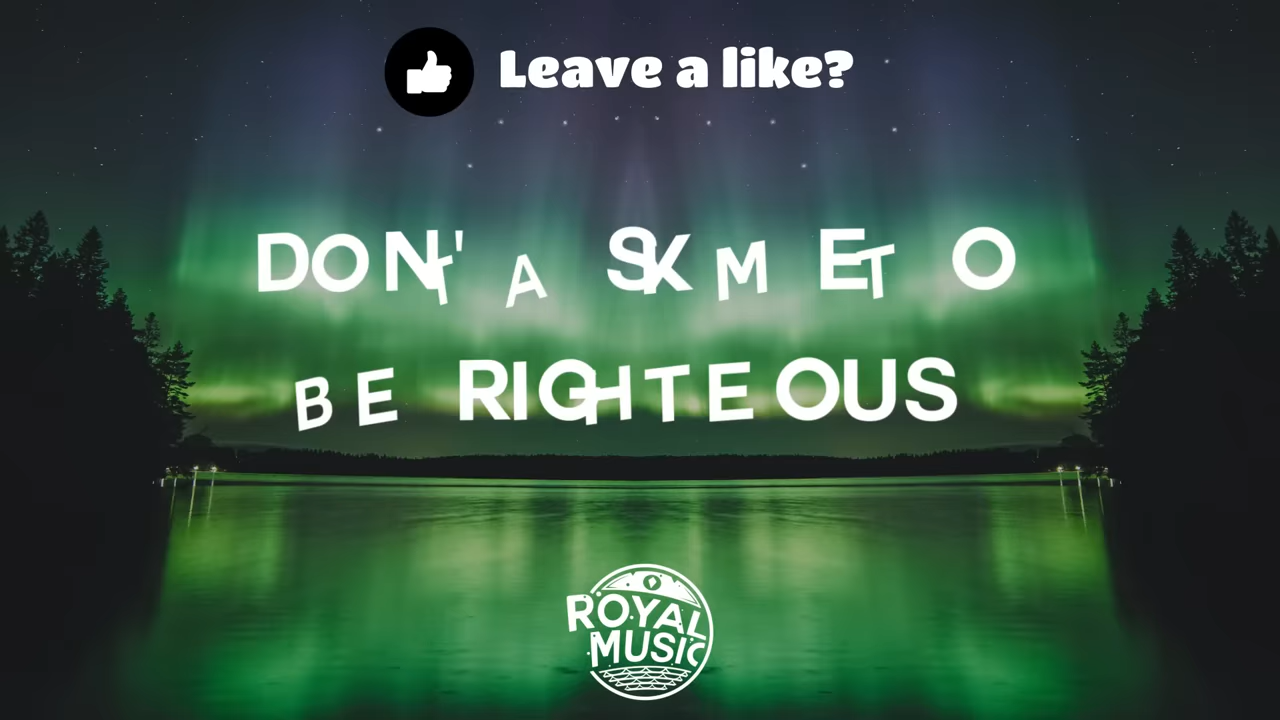 Leave a like?
DON'T ASK ME TO
BE RIGHTEOUS
ROYAL
MUSIC